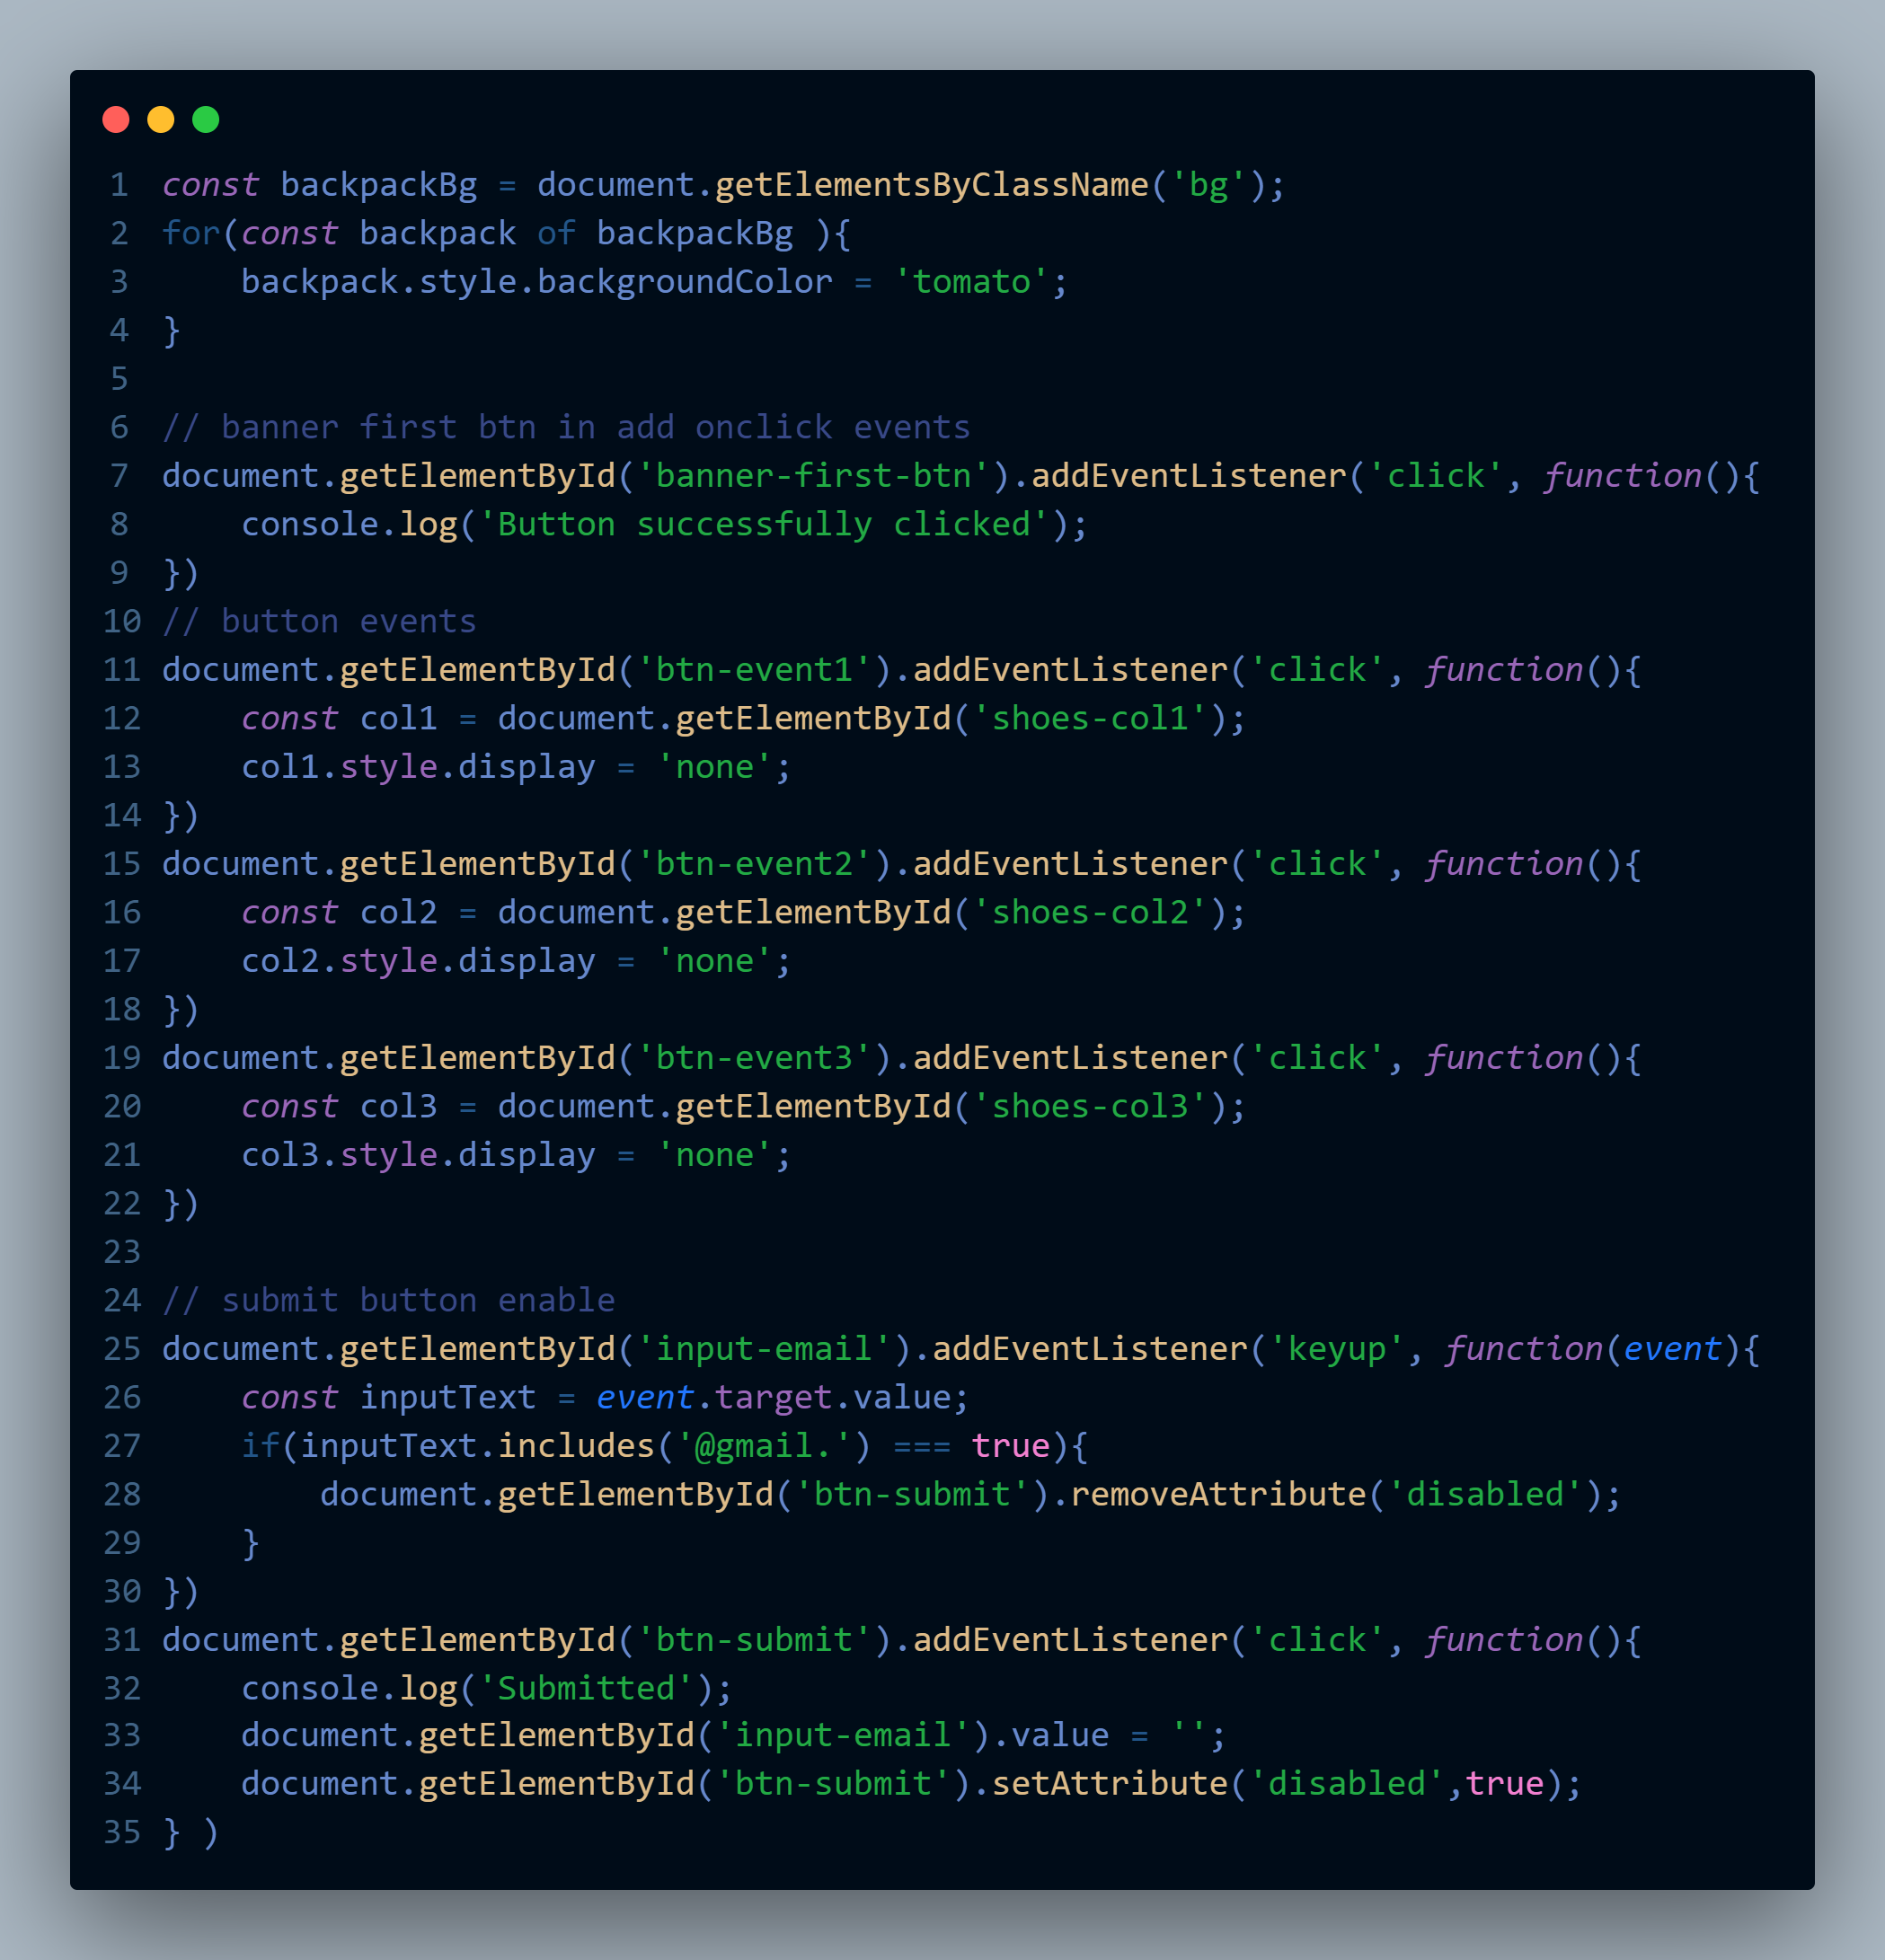 1 const backpackBg = document.getElementsByClassName('bg');
2 for(const backpack of backpackBg ){
3     backpack.style.backgroundColor = 'tomato';
4 }
5
6 // banner first btn in add onclick events
7 document.getElementById('banner-first-btn').addEventListener('click', function(){
8     console.log('Button successfully clicked');
9 })
10 // button events
11 document.getElementById('btn-event1').addEventListener('click', function(){
12     const col1 = document.getElementById('shoes-col1');
13     col1.style.display = 'none';
14 })
15 document.getElementById('btn-event2').addEventListener('click', function(){
16     const col2 = document.getElementById('shoes-col2');
17     col2.style.display = 'none';
18 })
19 document.getElementById('btn-event3').addEventListener('click', function(){
20     const col3 = document.getElementById('shoes-col3');
21     col3.style.display = 'none';
22 })
23
24 // submit button enable
25 document.getElementById('input-email').addEventListener('keyup', function(event){
26     const inputText = event.target.value;
27     if(inputText.includes('@gmail.') === true){
28         document.getElementById('btn-submit').removeAttribute('disabled');
29     }
30 })
31 document.getElementById('btn-submit').addEventListener('click', function(){
32     console.log('Submitted');
33     document.getElementById('input-email').value = '';
34     document.getElementById('btn-submit').setAttribute('disabled',true);
35 } )